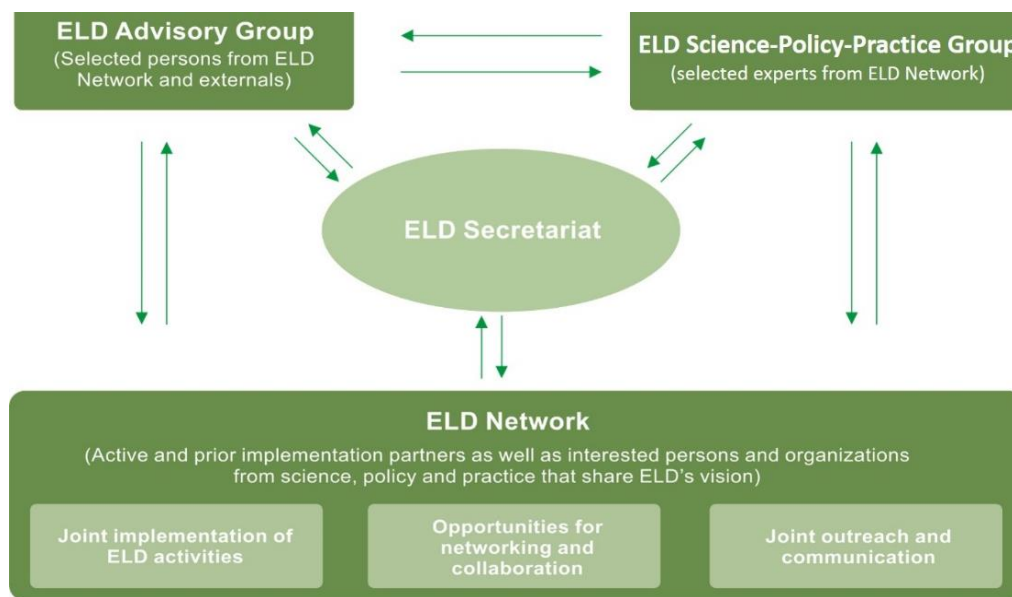 ELD Advisory Group
(Selected persons from ELD
Network and externals)
ELD Science-Policy-Practice Group
(selected experts from ELD Network)
ELD Secretariat
ELD Network
(Active and prior implementation partners as well as interested persons and organizations
from science, policy and practice that share ELD's vision)
Joint implementation of
ELD activities
Opportunities for
networking and
collaboration
Joint outreach and
communication